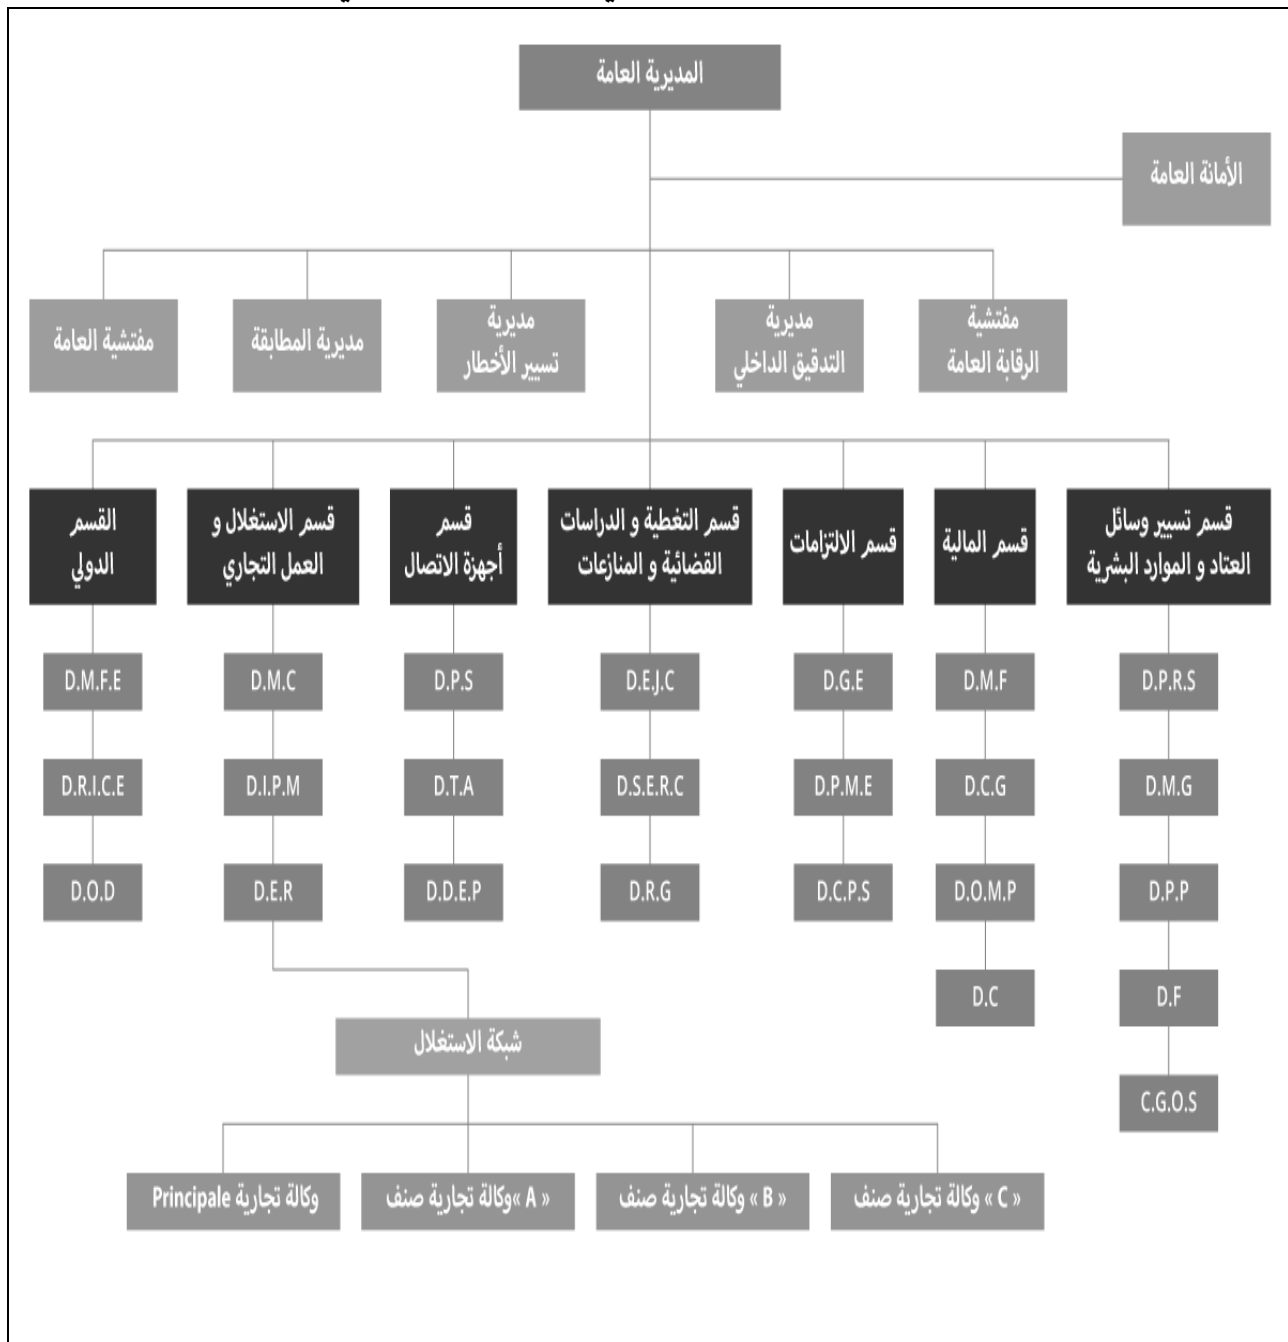 المديرية العامة
الأمانة العامة
مفتشية
الرقابة العامة
مديرية
التدقيق الداخلي
مديرية
تسيير الأخطار
مديرية المطابقة
مفتشية العامة
قسم تسيير وسائل
العتاد و الموارد البشرية
قسم المالية
قسم الالتزامات
قسم التغطية و الدراسات
القضائية و المنازعات
قسم
أجهزة الاتصال
قسم الاستغلال و
العمل التجاري
القسم
الدولي
D.P.R.S
D.M.F
D.G.E
D.E.J.C
D.P.S
D.M.C
D.M.F.E
D.M.G
D.C.G
D.P.M.E
D.S.E.R.C
D.T.A
D.I.P.M
D.R.I.C.E
D.P.P
D.O.M.P
D.C.P.S
D.R.G
D.D.E.P
D.E.R
D.O.D
D.F
D.C
شبكة الاستغلال
C.G.O.S
« C » وكالة تجارية صنف
« B » وكالة تجارية صنف
« A »وكالة تجارية صنف
وكالة تجارية Principale